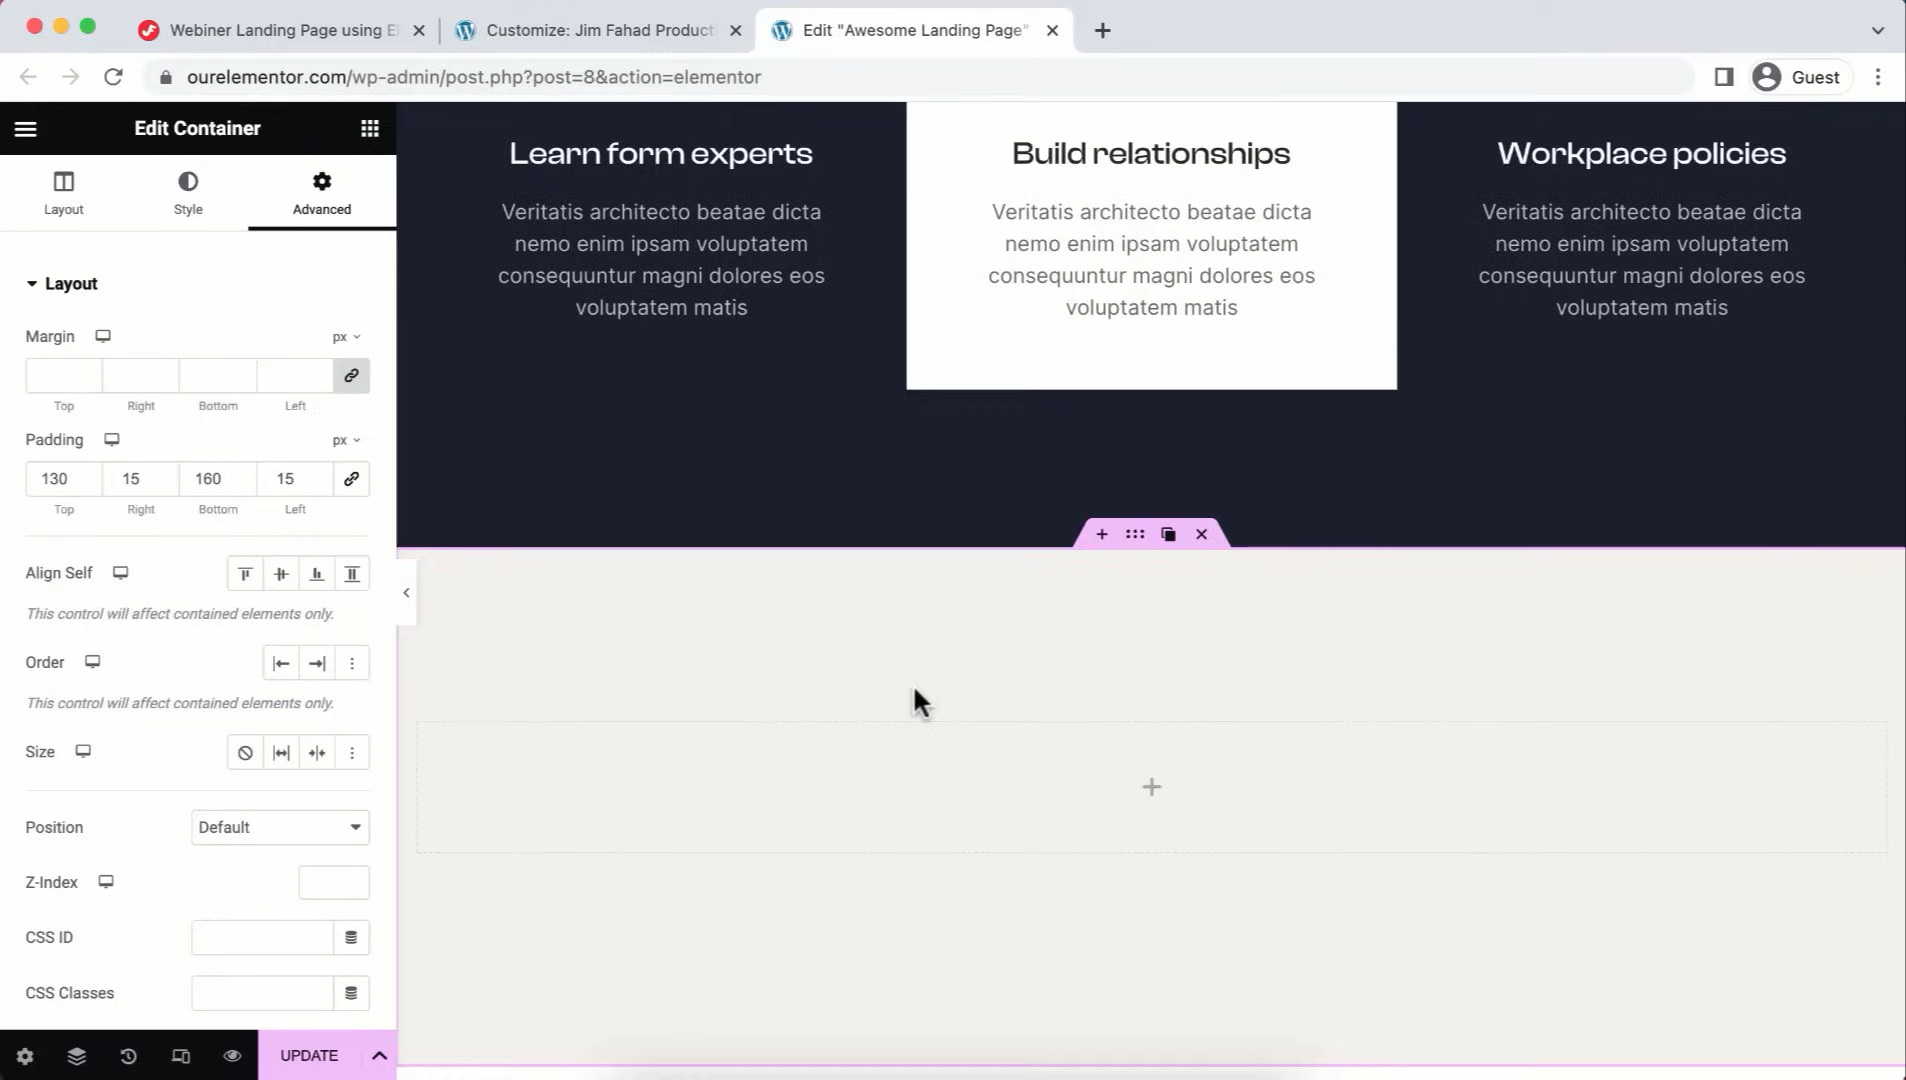 Webiner Landing Page using El
Customize: Jim Fahad Product
Edit "Awesome Landing Page"
ourelementor.com/wp-admin/post.php?post=8&action=elementor
Guest
Edit Container
Layout
Style
Advanced
Layout
Margin
px
Top
Right
Bottom
Left
Padding
px
130
15
160
15
Top
Right
Bottom
Left
Align Self
This control will affect contained elements only.
Order
This control will affect contained elements only.
Size
Position
Default
Z-Index
CSS ID
CSS Classes
UPDATE
Learn form experts
Veritatis architecto beatae dicta
nemo enim ipsam voluptatem
consequuntur magni dolores eos
voluptatem matis
Build relationships
Veritatis architecto beatae dicta
nemo enim ipsam voluptatem
consequuntur magni dolores eos
voluptatem matis
Workplace policies
Veritatis architecto beatae dicta
nemo enim ipsam voluptatem
consequuntur magni dolores eos
voluptatem matis